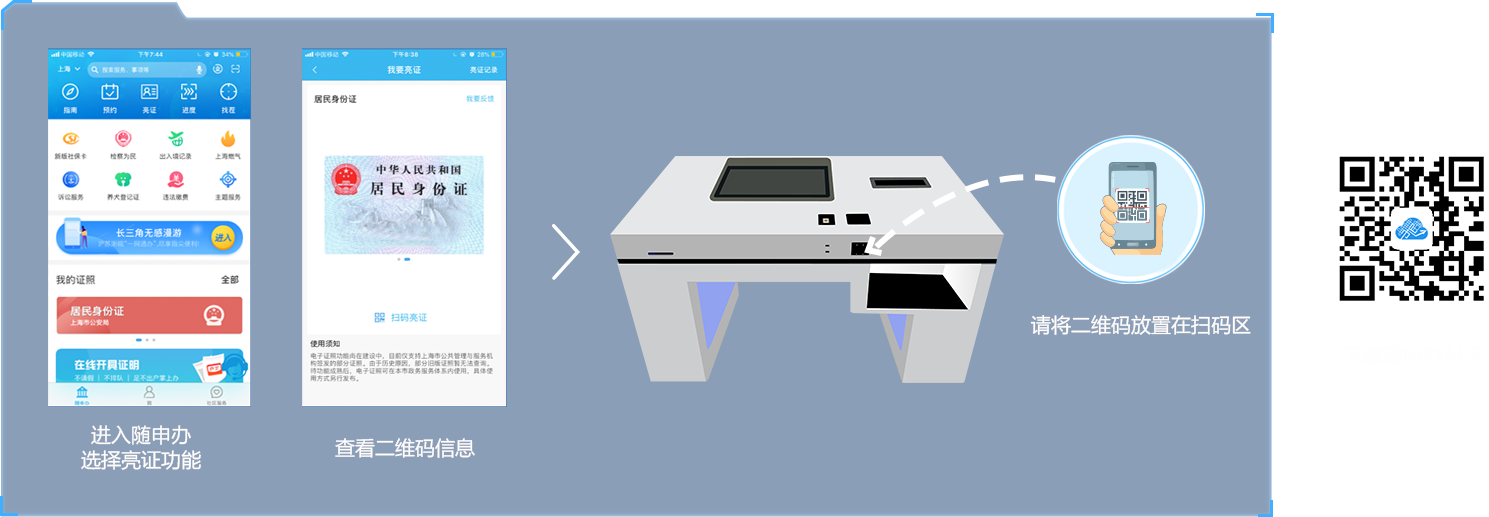 中国移动 下午7:44 34%
上海
搜索服务、事项等
指南 预约 亮证 进度 找茬
新版社保卡 检察为民 出入境记录 上海燃气
诉讼服务 养犬登记证 违法缴费 主题服务
长三角无感漫游
进入
我的证照 全部
居民身份证
上海市公安局
在线开具证明
不请假 | 不排队 | 足不出户掌上办
随申办 我 社区服务
进入随申办
选择亮证功能
中国移动 下午6:38 28%
我要亮证 亮证记录
居民身份证 我要反馈
中华人民共和国
居民身份证
扫码亮证
使用须知
电子证照功能尚在建设中，目前仅支持上海市公共管理与服务机
构签发的部分证照。由于历史原因，部分旧版证照暂无法查询。
待功能成熟后，电子证照可在本市政务服务体系内使用，具体使
用方式另行发布。
查看二维码信息
请将二维码放置在扫码区